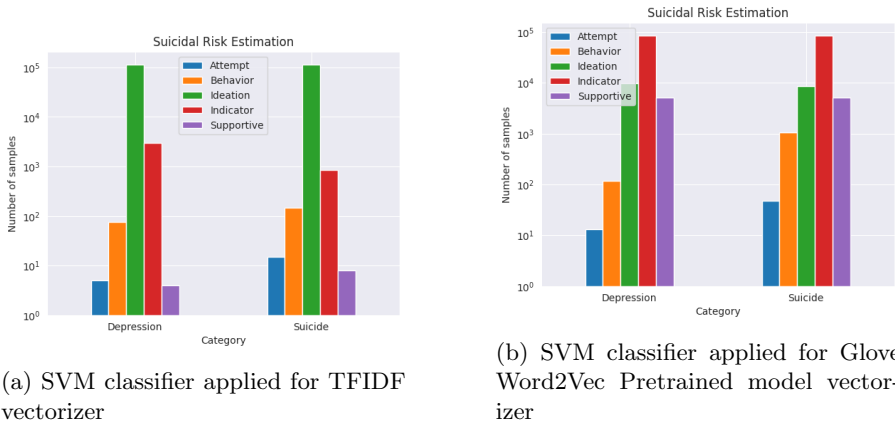 Suicidal Risk Estimation
10^5
10^4
10^3
10^2
10^1
10^0
Number of samples
Attempt
Behavior
Ideation
Indicator
Supportive
Depression
Suicide
Category
(a) SVM classifier applied for TFIDF
vectorizer
Suicidal Risk Estimation
10^5
10^4
10^3
10^2
10^1
10^0
Number of samples
Attempt
Behavior
Ideation
Indicator
Supportive
Depression
Suicide
Category
(b) SVM classifier applied for Glove
Word2Vec Pretrained model vector-
izer